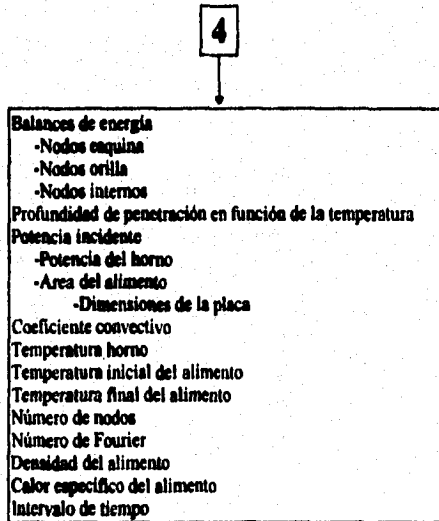 4
Balances de energía
-Nodos esquina
-Nodos orilla
-Nodos internos
Profundidad de penetración en función de la temperatura
Potencia incidente
-Potencia del horno
-Area del alimento
-Dimensiones de la placa
Coeficiente convectivo
Temperatura horno
Temperatura inicial del alimento
Temperatura final del alimento
Número de nodos
Número de Fourier
Densidad del alimento
Calor especifico del alimento
Intervalo de tiempo